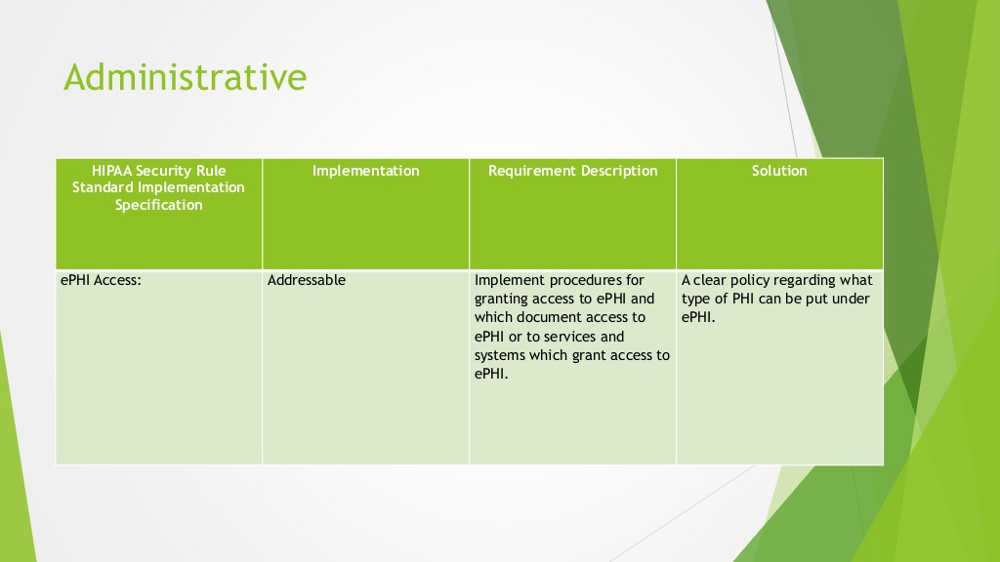 Administrative
HIPAA Security Rule
Standard Implementation
Specification
Implementation
Requirement Description
Solution
ePHI Access:
Addressable
Implement procedures for
granting access to ePHI and
which document access to
ePHI or to services and
systems which grant access to
ePHI.
A clear policy regarding what
type of PHI can be put under
ePHI.